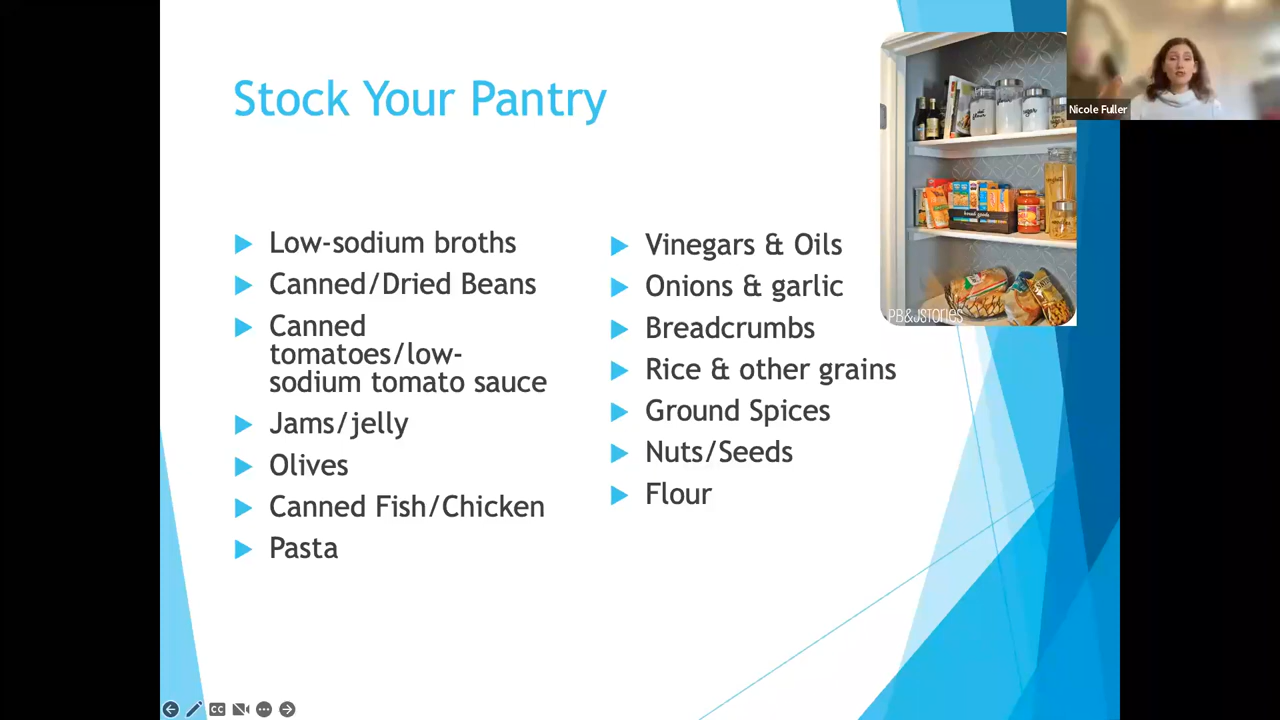 Stock Your Pantry
Low-sodium broths
Canned/Dried Beans
Canned
tomatoes/low-
sodium tomato sauce
Jams/jelly
Olives
Canned Fish/Chicken
Pasta
Vinegars & Oils
Onions & garlic
Breadcrumbs
Rice & other grains
Ground Spices
Nuts/Seeds
Flour
PB&JSTORIES
Nicole Fuller
CC